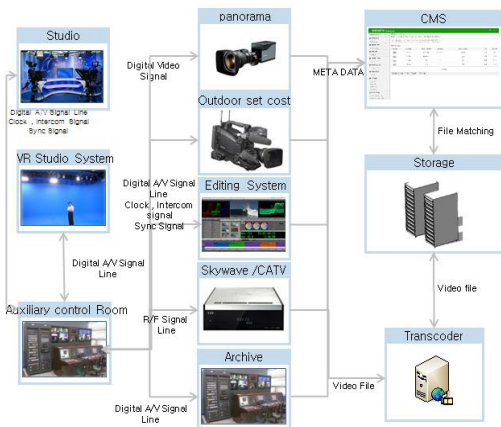 Studio
Digital A/V Signal Line
Clock , Intercom Signal
Sync Signal
VR Studio System
Digital A/V Signal
Line
Auxiliary control Room
Digital Video
Signal
Digital A/V Signal
Line
Clock , Intercom
signal
Sync Signal
R/F Signal
Line
Digital A/V Signal
Line
panorama
Outdoor set cost
Editing System
Skywave /CATV
Archive
META DATA
Video File
CMS
File Matching
Storage
Video file
Transcoder